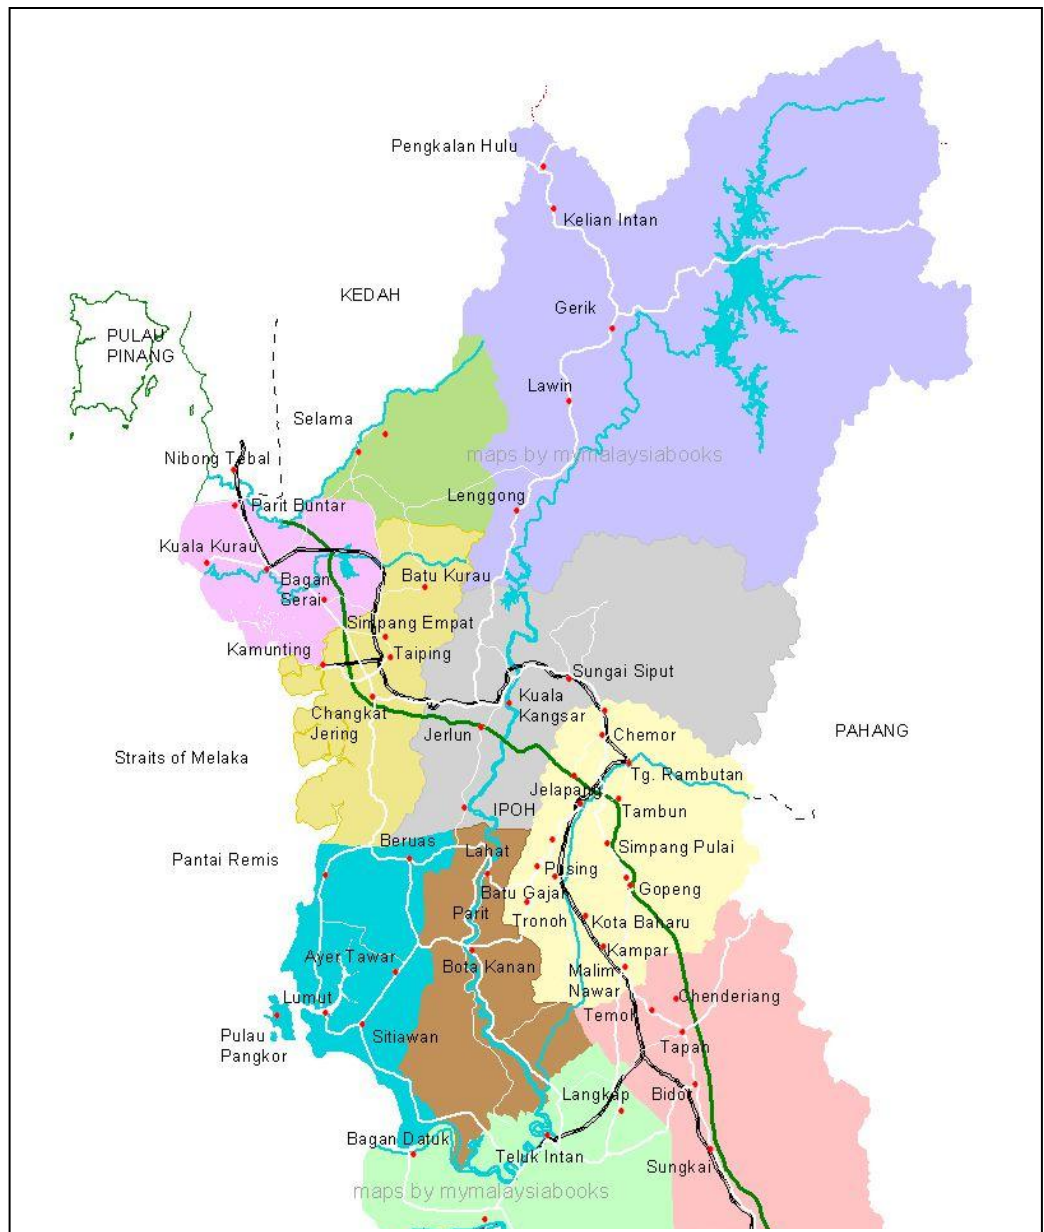 Pengkalan Hulu
Kelian Intan
KEDAH
Gerik
PULAU
PINANG
Lawin
Selama
maps by mymalaysiabooks
Nibong Tebal
Lenggong
Parit Buntar
Kuala Kurau
Bagan
Serai
Batu Kurau
Simpang Empat
Kamunting
Taiping
Sungai Siput
Kuala
Kangsar
Changkat
Jering
Jerlun
Chemor
PAHANG
Straits of Melaka
Tg. Rambutan
Jelapang
IPOH
Tambun
Beruas
Lahat
Simpang Pulai
Pantai Remis
Pusing
Batu Gajah
Gopeng
Parit
Tronoh
Kota Baharu
Kampar
Ayer Tawar
Bota Kanan
Malim
Nawar
Lumut
Chenderiang
Temoh
Pulau
Pangkor
Sitiawan
Tapah
Langkap
Bidor
Bagan Datuk
Teluk Intan
Sungkai
maps by mymalaysiabooks